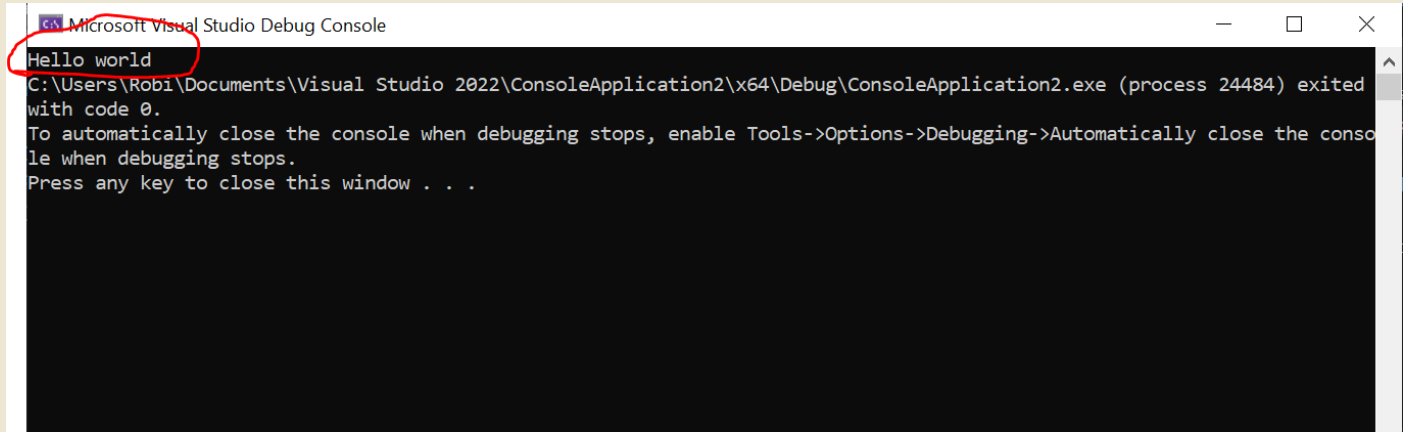 Microsoft Visual Studio Debug Console
Hello world
C:\Users\Robi\Documents\Visual Studio 2022\ConsoleApplication2\x64\Debug\ConsoleApplication2.exe (process 24484) exited
with code 0.
To automatically close the console when debugging stops, enable Tools->Options->Debugging->Automatically close the conso
le when debugging stops.
Press any key to close this window . . .